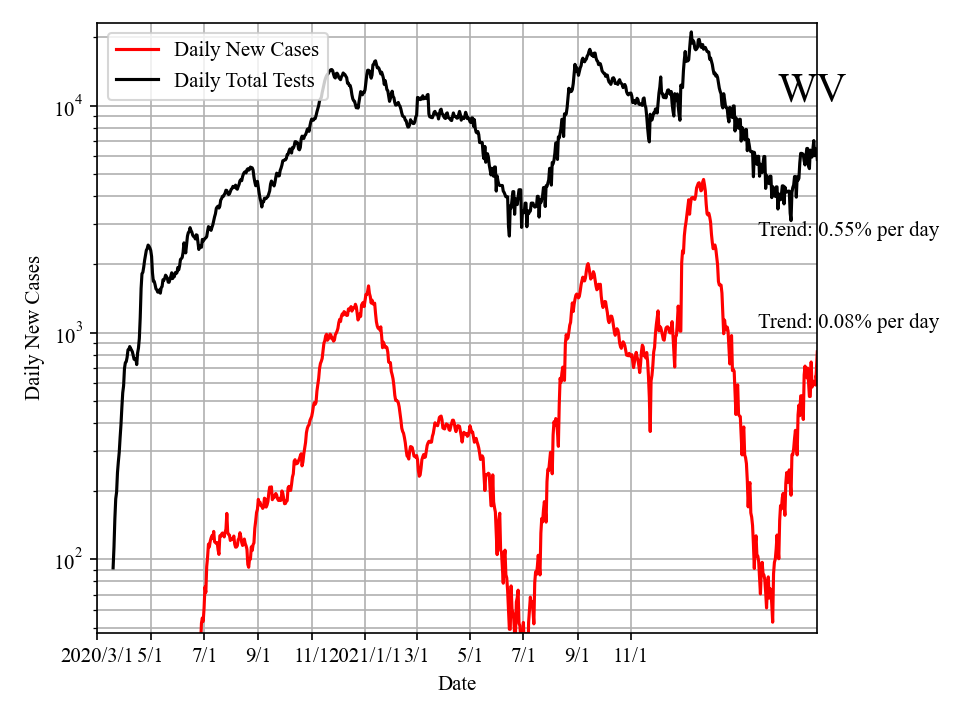 Daily New Cases
Daily Total Tests
WV
10^4
Trend: 0.55% per day
10^3
Trend: 0.08% per day
10^2
Daily New Cases
2020/3/1 5/1 7/1 9/1 11/1 2021/1/1 3/1 5/1 7/1 9/1 11/1
Date